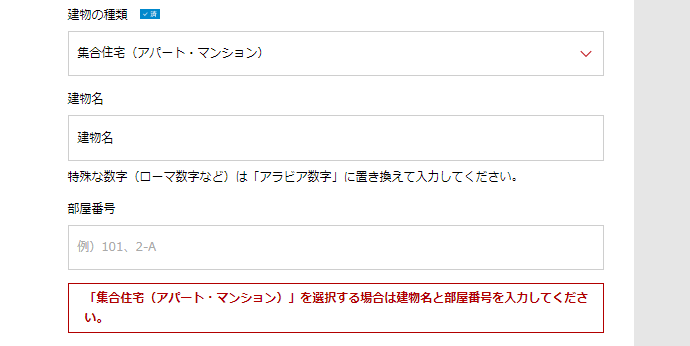 建物の種類 ✓ 済
集合住宅（アパート・マンション）
建物名
建物名
特殊な数字（ローマ数字など）は「アラビア数字」に置き換えて入力してください。
部屋番号
例）101、2-A
「集合住宅（アパート・マンション）」を選択する場合は建物名と部屋番号を入力してくださ
い。